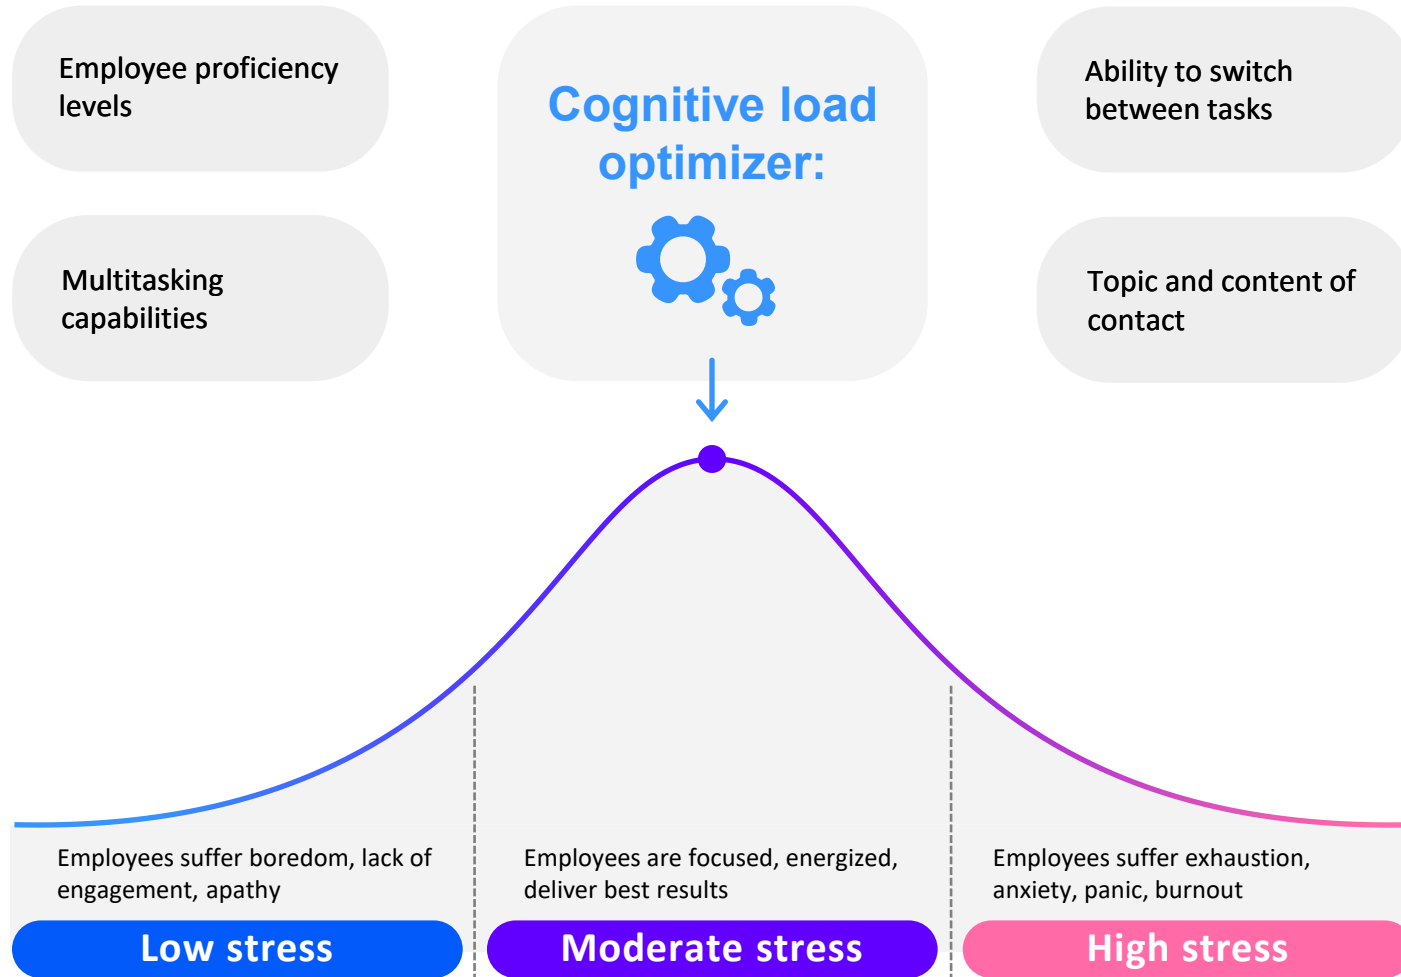 Employee proficiency
levels
Cognitive load
optimizer:
Ability to switch
between tasks
Multitasking
capabilities
Topic and content of
contact
Employees suffer boredom, lack of
engagement, apathy
Employees are focused, energized,
deliver best results
Employees suffer exhaustion,
anxiety, panic, burnout
Low stress
Moderate stress
High stress